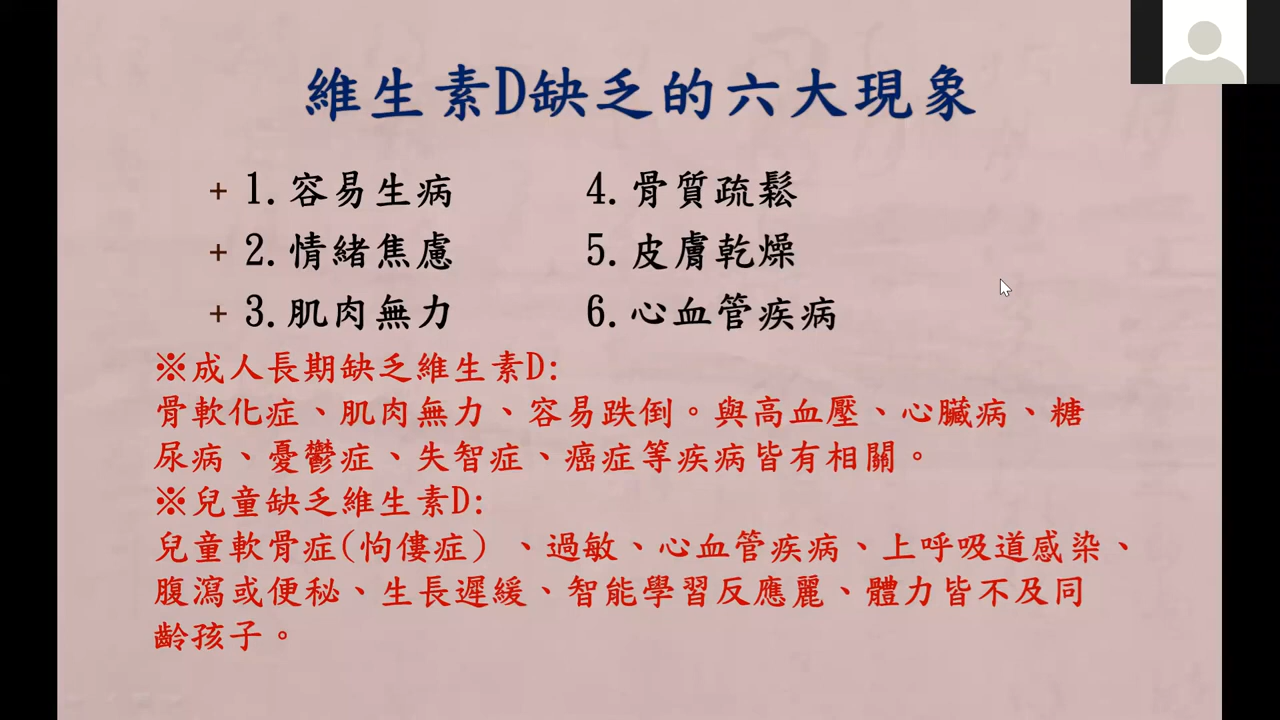 維生素D缺乏的六大現象
+ 1.容易生病 4.骨質疏鬆
+ 2.情緒焦慮 5.皮膚乾燥
+ 3.肌肉無力 6.心血管疾病
※成人長期缺乏維生素D:
骨軟化症、肌肉無力、容易跌倒。與高血壓、心臟病、糖
尿病、憂鬱症、失智症、癌症等疾病皆有相關。
※兒童缺乏維生素D:
兒童軟骨症(怐僂症) 、過敏、心血管疾病、上呼吸道感染、
腹瀉或便秘、生長遲緩、智能學習反應麗、體力皆不及同
齡孩子。